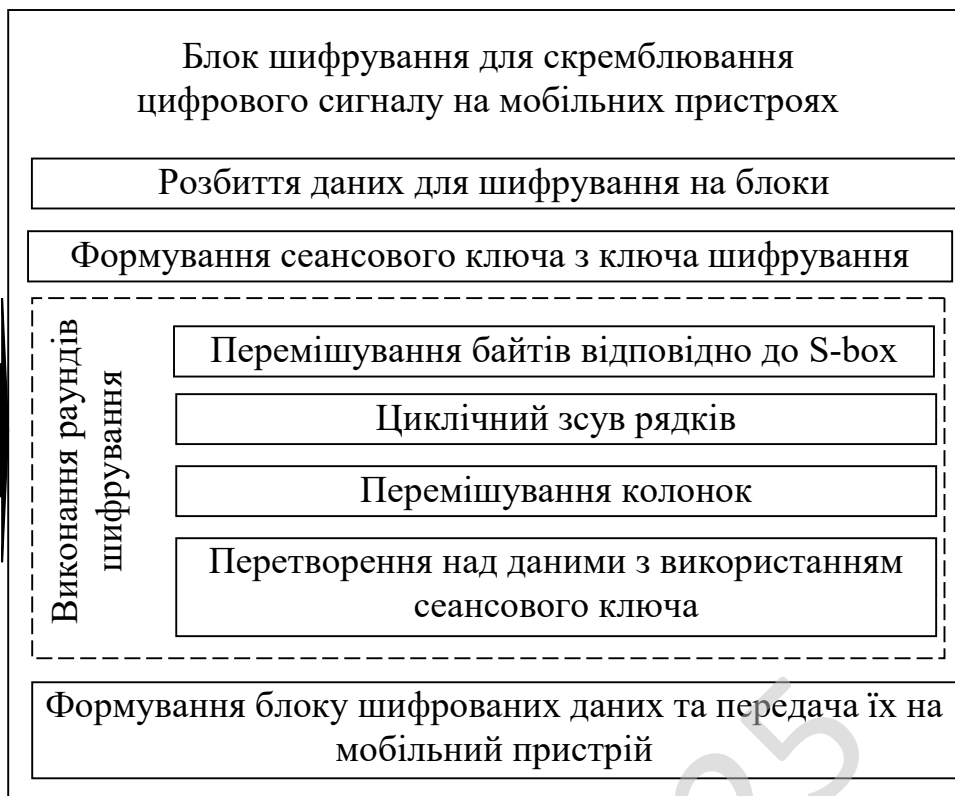 Блок шифрування для скремблювання
цифрового сигналу на мобільних пристроях
Розбиття даних для шифрування на блоки
Формування сеансового ключа з ключа шифрування
Виконання раундів
шифрування
Перемішування байтів відповідно до S-box
Циклічний зсув рядків
Перемішування колонок
Перетворення над даними з використанням
сеансового ключа
Формування блоку шифрованих даних та передача їх на
мобільний пристрій
25